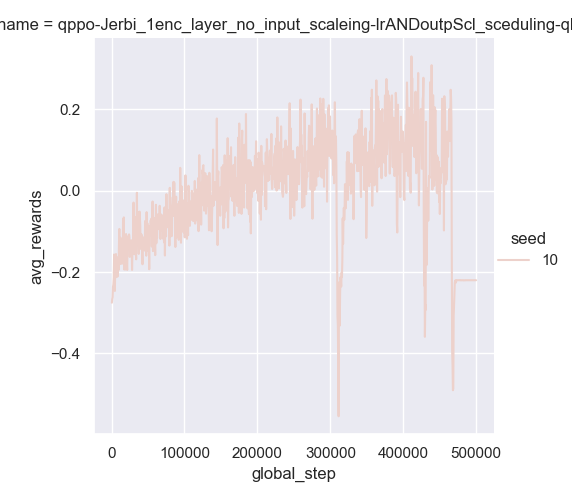 name = qppo-Jerbi_1enc_layer_no_input_scaleing-lrANDoutpScl_sceduling-ql
avg_rewards
0.2
0.0
−0.2
−0.4
0 100000 200000 300000 400000 500000
global_step
seed
10